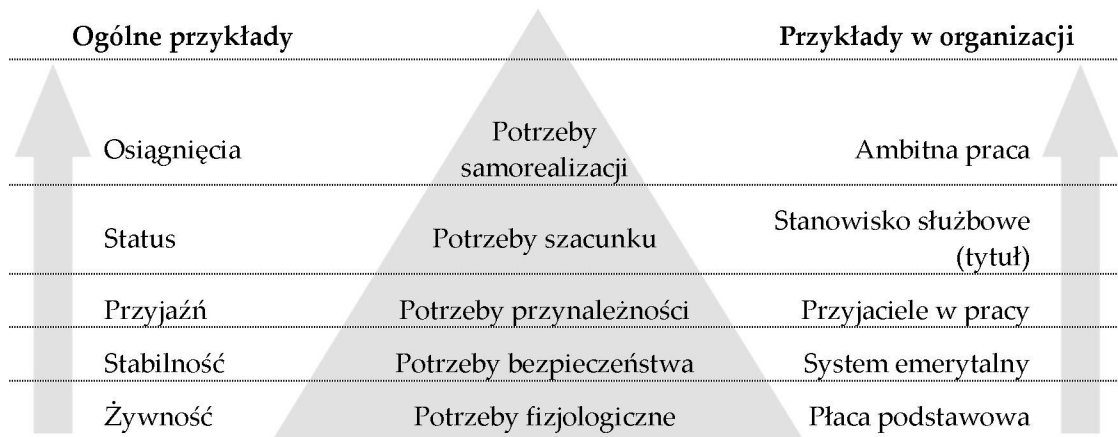 Ogólne przykłady
Przykłady w organizacji
Osiągnięcia
Potrzeby
samorealizacji
Ambitna praca
Status
Potrzeby szacunku
Stanowisko służbowe
(tytuł)
Przyjaźń
Potrzeby przynależności
Przyjaciele w pracy
Stabilność
Potrzeby bezpieczeństwa
System emerytalny
Żywność
Potrzeby fizjologiczne
Płaca podstawowa